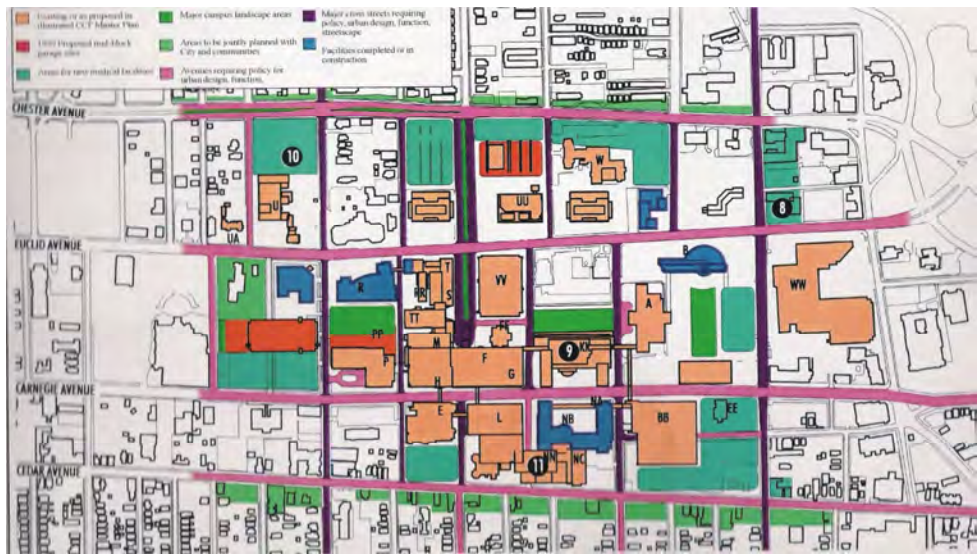 Existing or as proposed in
illustrated CCF Master Plan
1999 Proposed mid-block
garage sites
Areas for new medical facilities
Major campus landscape areas
Areas to be jointly planned with
City and communities
Avenues requiring policy for
urban design, function,
Major cross streets requiring
policy, urban design, function,
streetscape
Facilities completed or in
construction
CHESTER AVENUE
10
W
U
UU
8
UA
EUCLID AVENUE
R
T
S
VV
A
WW
TT
PP
M
P
F
9
H
G
CARNEGIE AVENUE
E
L
NA
NB
BB
EE
11
NC
CEDAR AVENUE